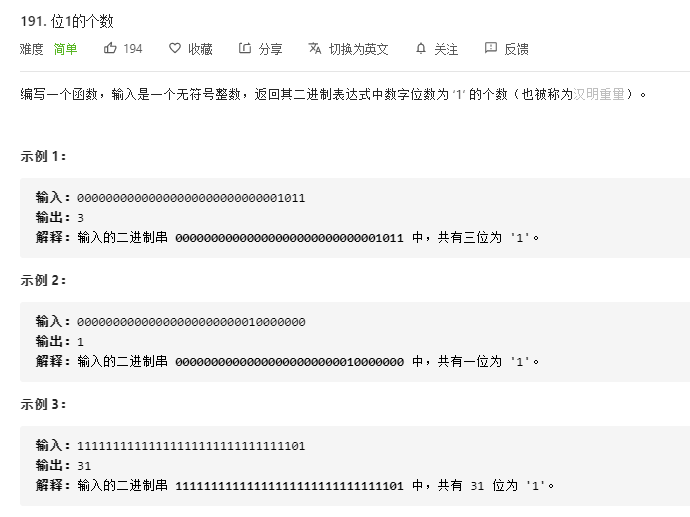 191. 位1的个数
难度 简单 194 收藏 分享 切换为英文 关注 反馈
编写一个函数，输入是一个无符号整数，返回其二进制表达式中数字位数为 ‘1’ 的个数（也被称为汉明重量）。
示例 1：
输入：00000000000000000000000000001011
输出：3
解释：输入的二进制串 00000000000000000000000000001011 中，共有三位为 '1'。
示例 2：
输入：00000000000000000000000010000000
输出：1
解释：输入的二进制串 00000000000000000000000010000000 中，共有一位为 '1'。
示例 3：
输入：11111111111111111111111111111101
输出：31
解释：输入的二进制串 11111111111111111111111111111101 中，共有 31 位为 '1'。